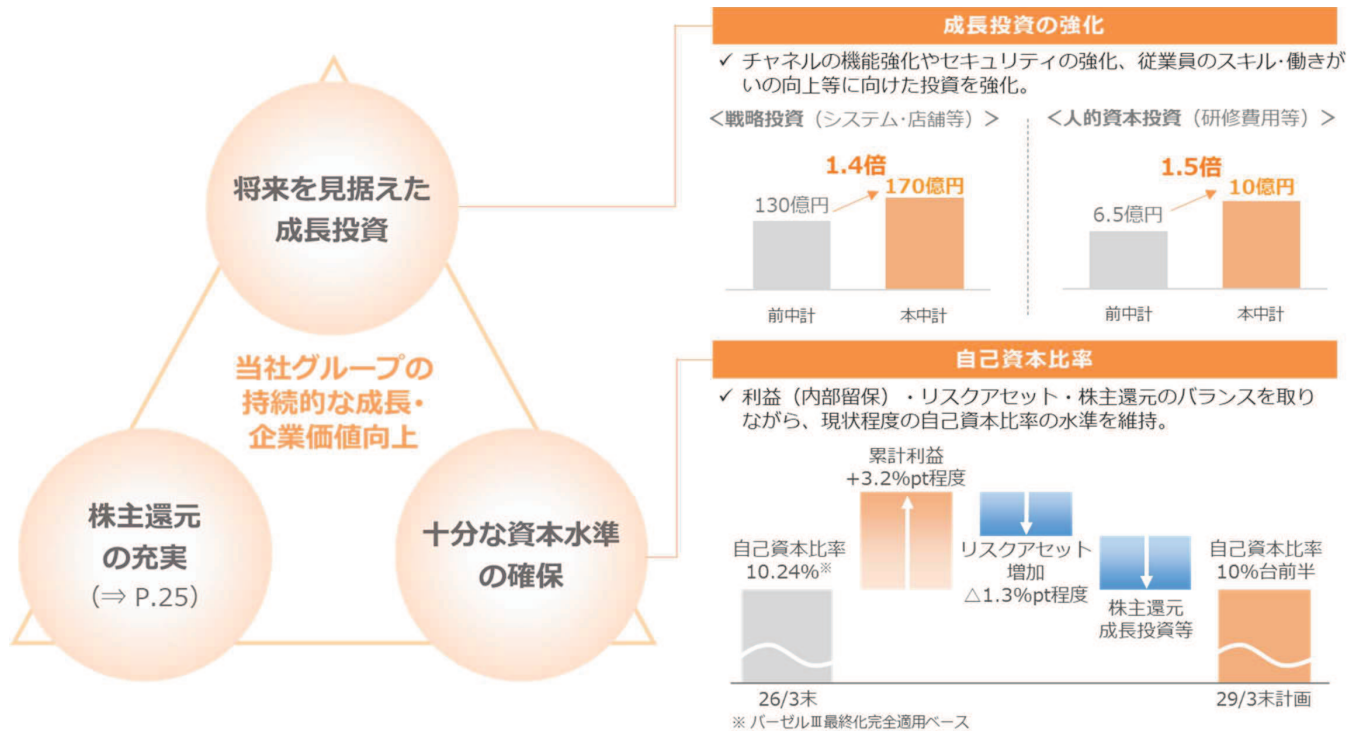 将来を見据えた
成長投資
当社グループの
持続的な成長・
企業価値向上
株主還元
の充実
(⇒ P.25)
十分な資本水準
の確保
成長投資の強化
✓ チャネルの機能強化やセキュリティの強化、従業員のスキル・働きが
いの向上等に向けた投資を強化。
＜戦略投資（システム・店舗等）＞
1.4倍
130億円
170億円
前中計
本中計
＜人的資本投資（研修費用等）＞
1.5倍
6.5億円
10億円
前中計
本中計
自己資本比率
✓ 利益（内部留保）・リスクアセット・株主還元のバランスを取り
ながら、現状程度の自己資本比率の水準を維持。
自己資本比率
10.24%※
26/3末
累計利益
+3.2%pt程度
リスクアセット
増加
△1.3%pt程度
株主還元
成長投資等
自己資本比率
10%台前半
29/3末計画
※ バーゼルⅢ最終化完全適用ベース